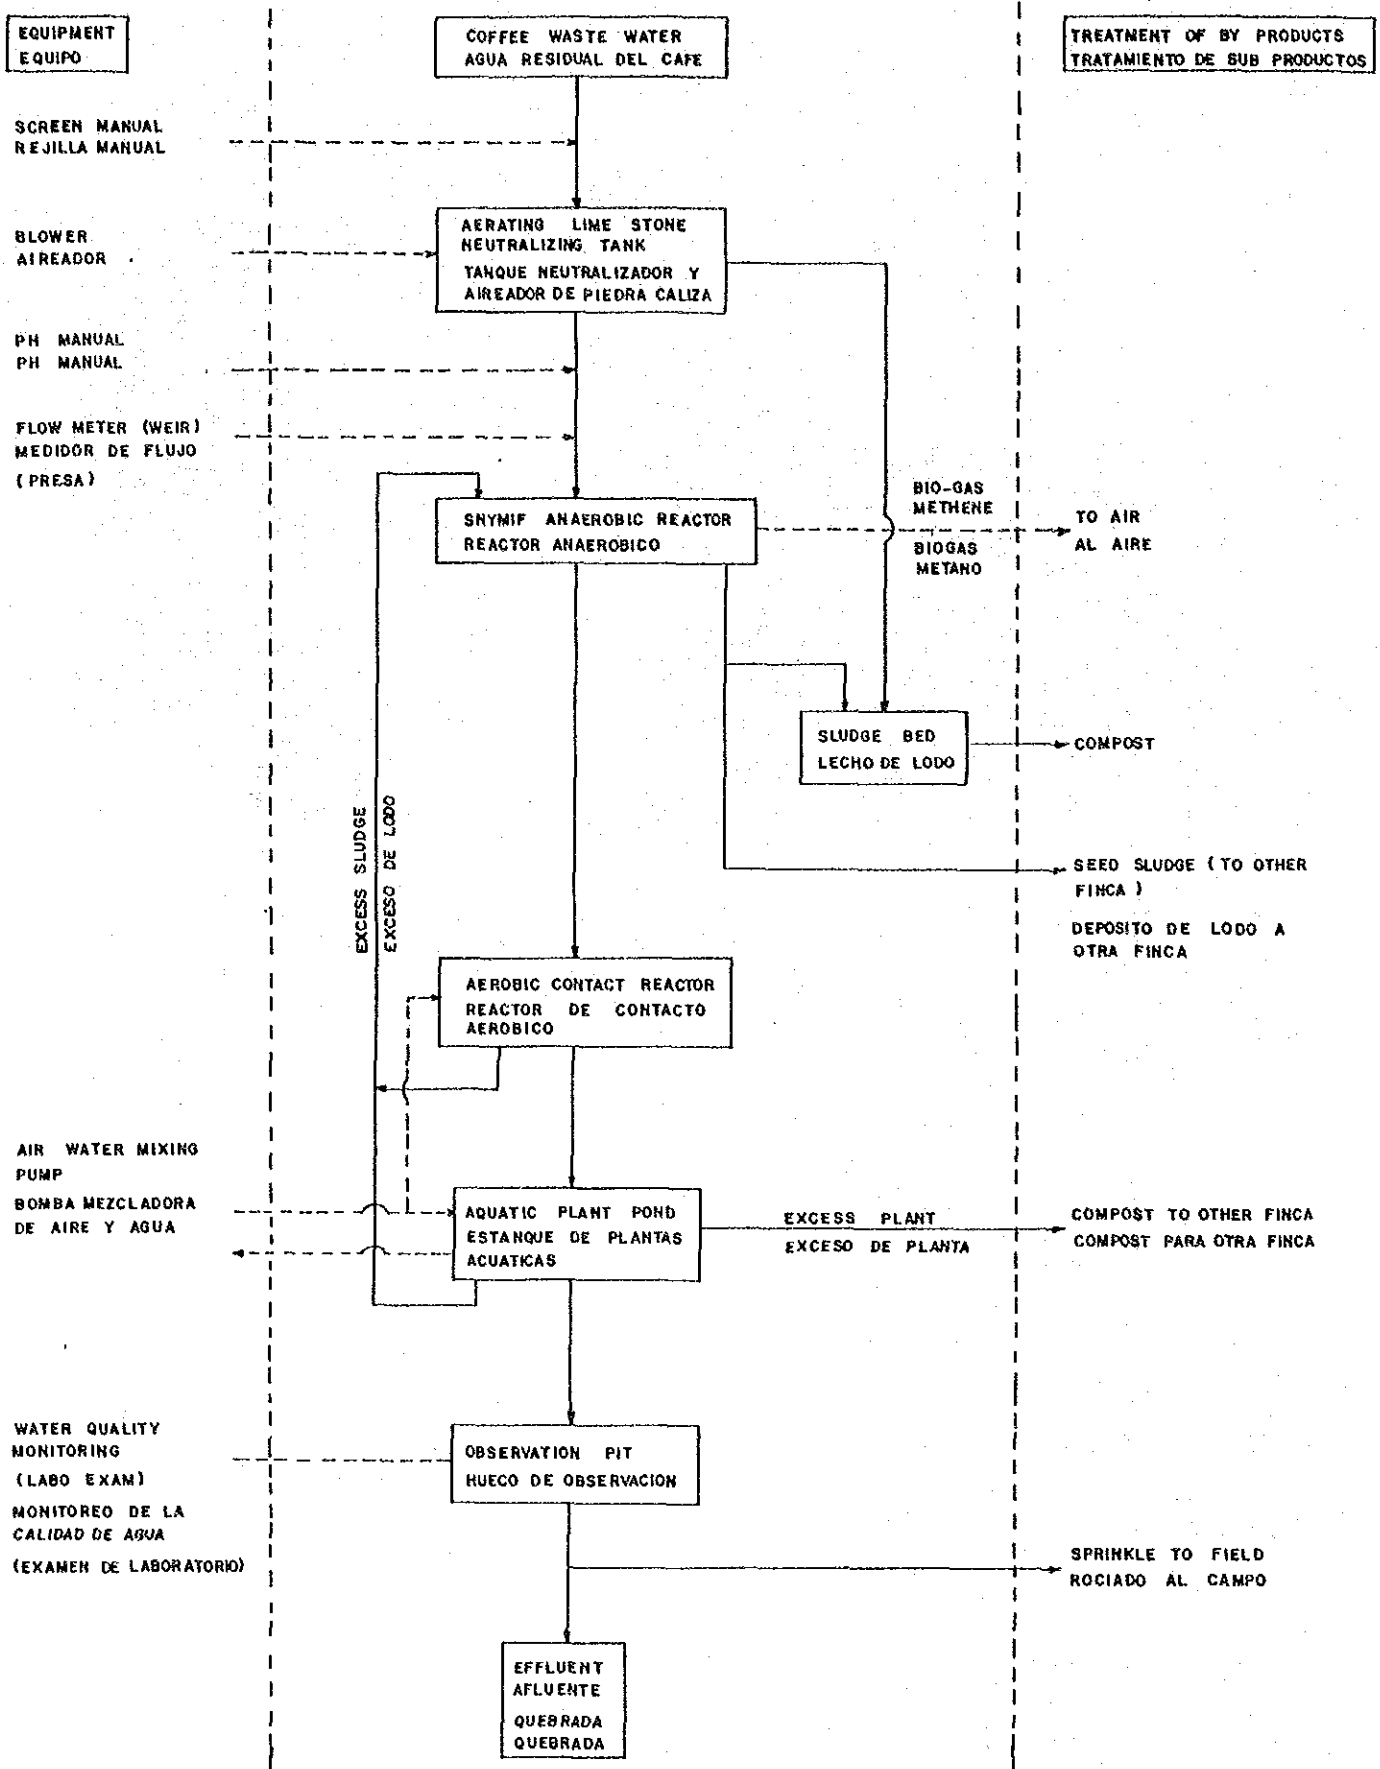 EQUIPMENT
EQUIPO
COFFEE WASTE WATER
AGUA RESIDUAL DEL CAFE
TREATMENT OF BY PRODUCTS
TRATAMIENTO DE SUB PRODUCTOS
SCREEN MANUAL
REJILLA MANUAL
BLOWER
AIREADOR
AERATING LIME STONE
NEUTRALIZING TANK
TANQUE NEUTRALIZADOR Y
AIREADOR DE PIEDRA CALIZA
PH MANUAL
PH MANUAL
FLOW METER (WEIR)
MEDIDOR DE FLUJO
(PRESA)
SNYMIF ANAEROBIC REACTOR
REACTOR ANAEROBICO
BIO-GAS
METHENE
BIOGAS
METANO
TO AIR
AL AIRE
SLUDGE BED
LECHO DE LODO
COMPOST
EXCESS SLUDGE
EXCESO DE LODO
SEED SLUDGE (TO OTHER
FINCA)
DEPOSITO DE LODO A
OTRA FINCA
AEROBIC CONTACT REACTOR
REACTOR DE CONTACTO
AEROBICO
AIR WATER MIXING
PUMP
BOMBA MEZCLADORA
DE AIRE Y AGUA
AQUATIC PLANT POND
ESTANQUE DE PLANTAS
ACUATICAS
EXCESS PLANT
EXCESO DE PLANTA
COMPOST TO OTHER FINCA
COMPOST PARA OTRA FINCA
WATER QUALITY
MONITORING
(LABO EXAM)
MONITOREO DE LA
CALIDAD DE AGUA
(EXAMEN DE LABORATORIO)
OBSERVATION PIT
HUECO DE OBSERVACION
SPRINKLE TO FIELD
ROCIADO AL CAMPO
EFFLUENT
AFLUENTE
QUEBRADA
QUEBRADA